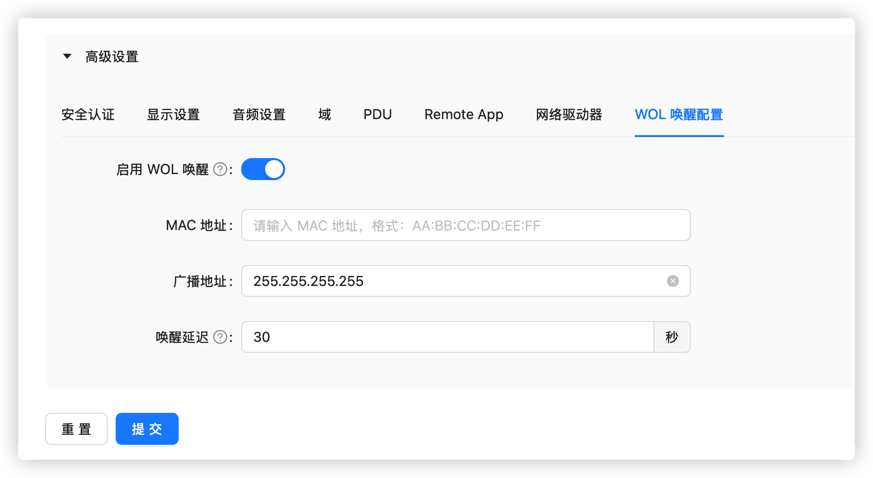 高级设置
安全认证 显示设置 音频设置 域 PDU Remote App 网络驱动器 WOL 唤醒配置
启用 WOL 唤醒 ? :
MAC 地址 : 请输入 MAC 地址，格式：AA:BB:CC:DD:EE:FF
广播地址 : 255.255.255.255
唤醒延迟 ? : 30 秒
重 置 提 交